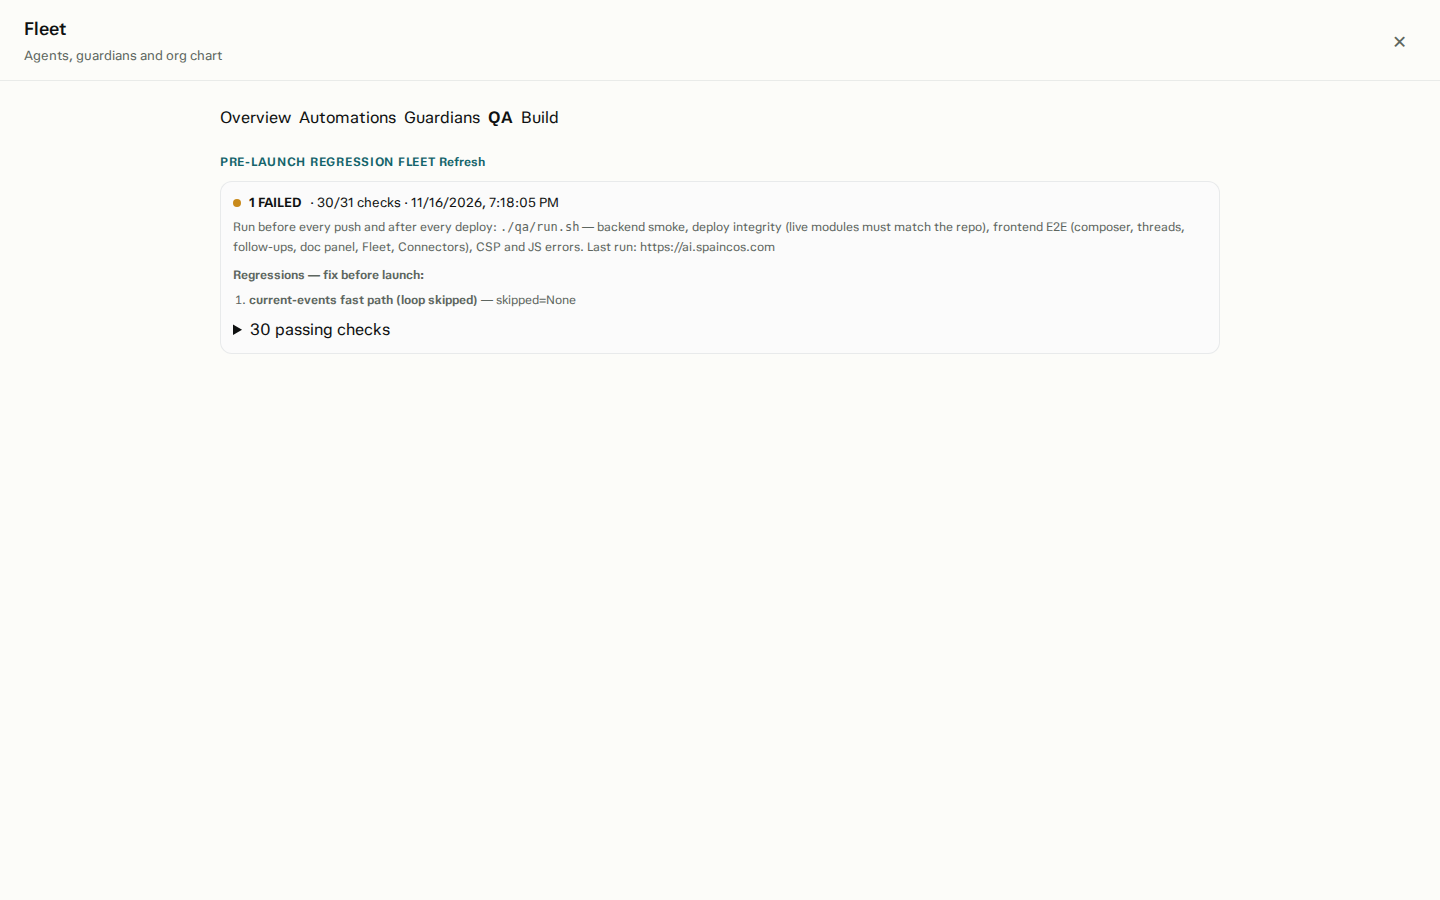 Fleet
Agents, guardians and org chart
✕
Overview Automations Guardians QA Build
PRE-LAUNCH REGRESSION FLEET Refresh
1 FAILED · 30/31 checks · 11/16/2026, 7:18:05 PM
Run before every push and after every deploy: ./qa/run.sh — backend smoke, deploy integrity (live modules must match the repo), frontend E2E (composer, threads,
follow-ups, doc panel, Fleet, Connectors), CSP and JS errors. Last run: https://ai.spaincos.com
Regressions — fix before launch:
1. current-events fast path (loop skipped) — skipped=None
▶ 30 passing checks